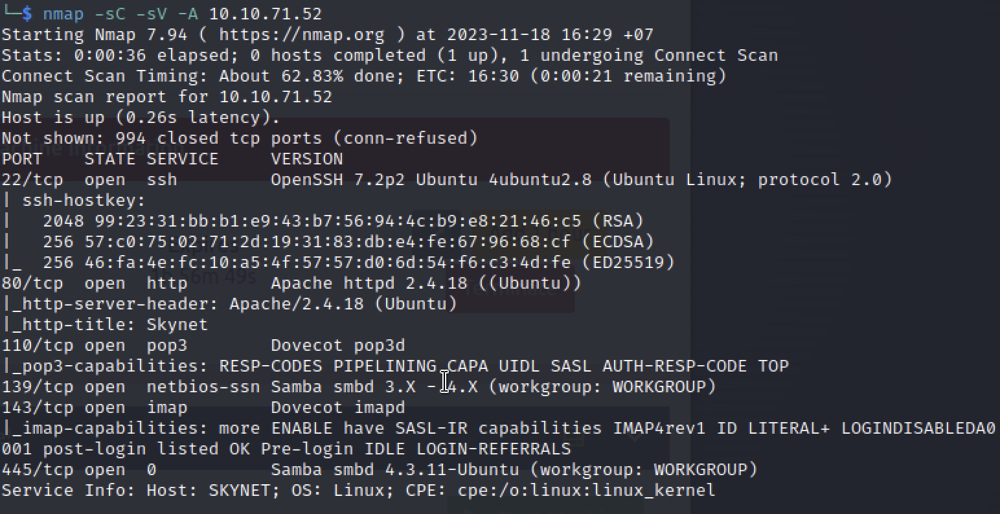 └─$ nmap -sC -sV -A 10.10.71.52
Starting Nmap 7.94 ( https://nmap.org ) at 2023-11-18 16:29 +07
Stats: 0:00:36 elapsed; 0 hosts completed (1 up), 1 undergoing Connect Scan
Connect Scan Timing: About 62.83% done; ETC: 16:30 (0:00:21 remaining)
Nmap scan report for 10.10.71.52
Host is up (0.26s latency).
Not shown: 994 closed tcp ports (conn-refused)
PORT    STATE SERVICE     VERSION
22/tcp  open  ssh         OpenSSH 7.2p2 Ubuntu 4ubuntu2.8 (Ubuntu Linux; protocol 2.0)
| ssh-hostkey:
|   2048 99:23:31:bb:b1:e9:43:b7:56:94:4c:b9:e8:21:46:c5 (RSA)
|   256 57:c0:75:02:71:2d:19:31:83:db:e4:fe:67:96:68:cf (ECDSA)
|_  256 46:fa:4e:fc:10:a5:4f:57:57:d0:6d:54:f6:c3:4d:fe (ED25519)
80/tcp  open  http        Apache httpd 2.4.18 ((Ubuntu))
|_http-server-header: Apache/2.4.18 (Ubuntu)
|_http-title: Skynet
110/tcp open  pop3        Dovecot pop3d
|_pop3-capabilities: RESP-CODES PIPELINING CAPA UIDL SASL AUTH-RESP-CODE TOP
139/tcp open  netbios-ssn Samba smbd 3.X - 4.X (workgroup: WORKGROUP)
143/tcp open  imap        Dovecot imapd
|_imap-capabilities: more ENABLE have SASL-IR capabilities IMAP4rev1 ID LITERAL+ LOGINDISABLEDA0
001 post-login listed OK Pre-login IDLE LOGIN-REFERRALS
445/tcp open  0           Samba smbd 4.3.11-Ubuntu (workgroup: WORKGROUP)
Service Info: Host: SKYNET; OS: Linux; CPE: cpe:/o:linux:linux_kernel